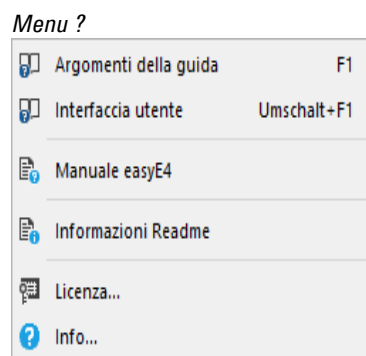 Menu ?
Argomenti della guida F1
Interfaccia utente Umschalt+F1
Manuale easyE4
Informazioni Readme
Licenza...
Info...